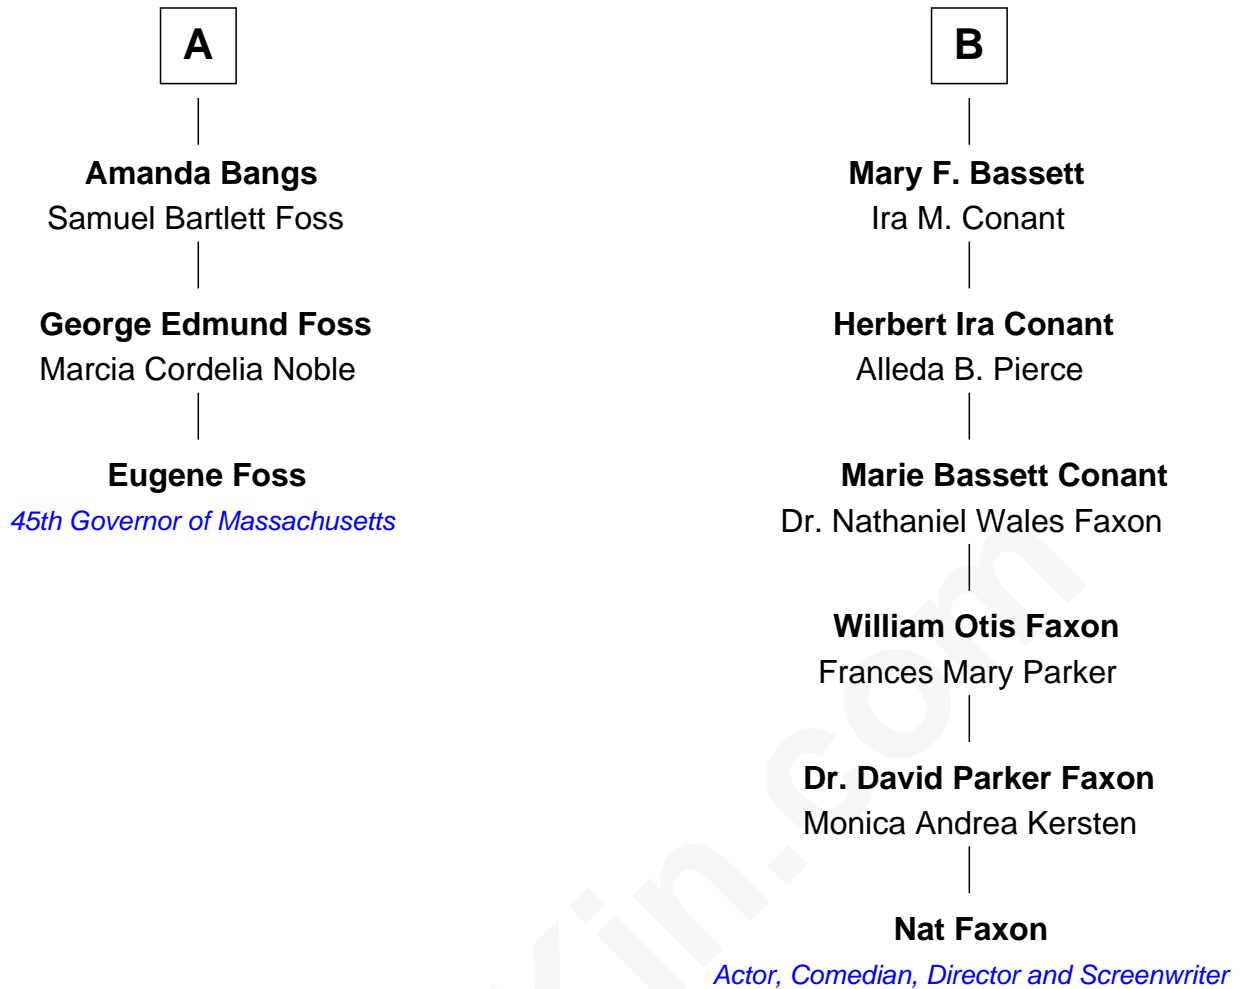 A
Amanda Bangs
Samuel Bartlett Foss
George Edmund Foss
Marcia Cordelia Noble
Eugene Foss
45th Governor of Massachusetts
B
Mary F. Bassett
Ira M. Conant
Herbert Ira Conant
Alleda B. Pierce
Marie Bassett Conant
Dr. Nathaniel Wales Faxon
William Otis Faxon
Frances Mary Parker
Dr. David Parker Faxon
Monica Andrea Kersten
Nat Faxon
Actor, Comedian, Director and Screenwriter